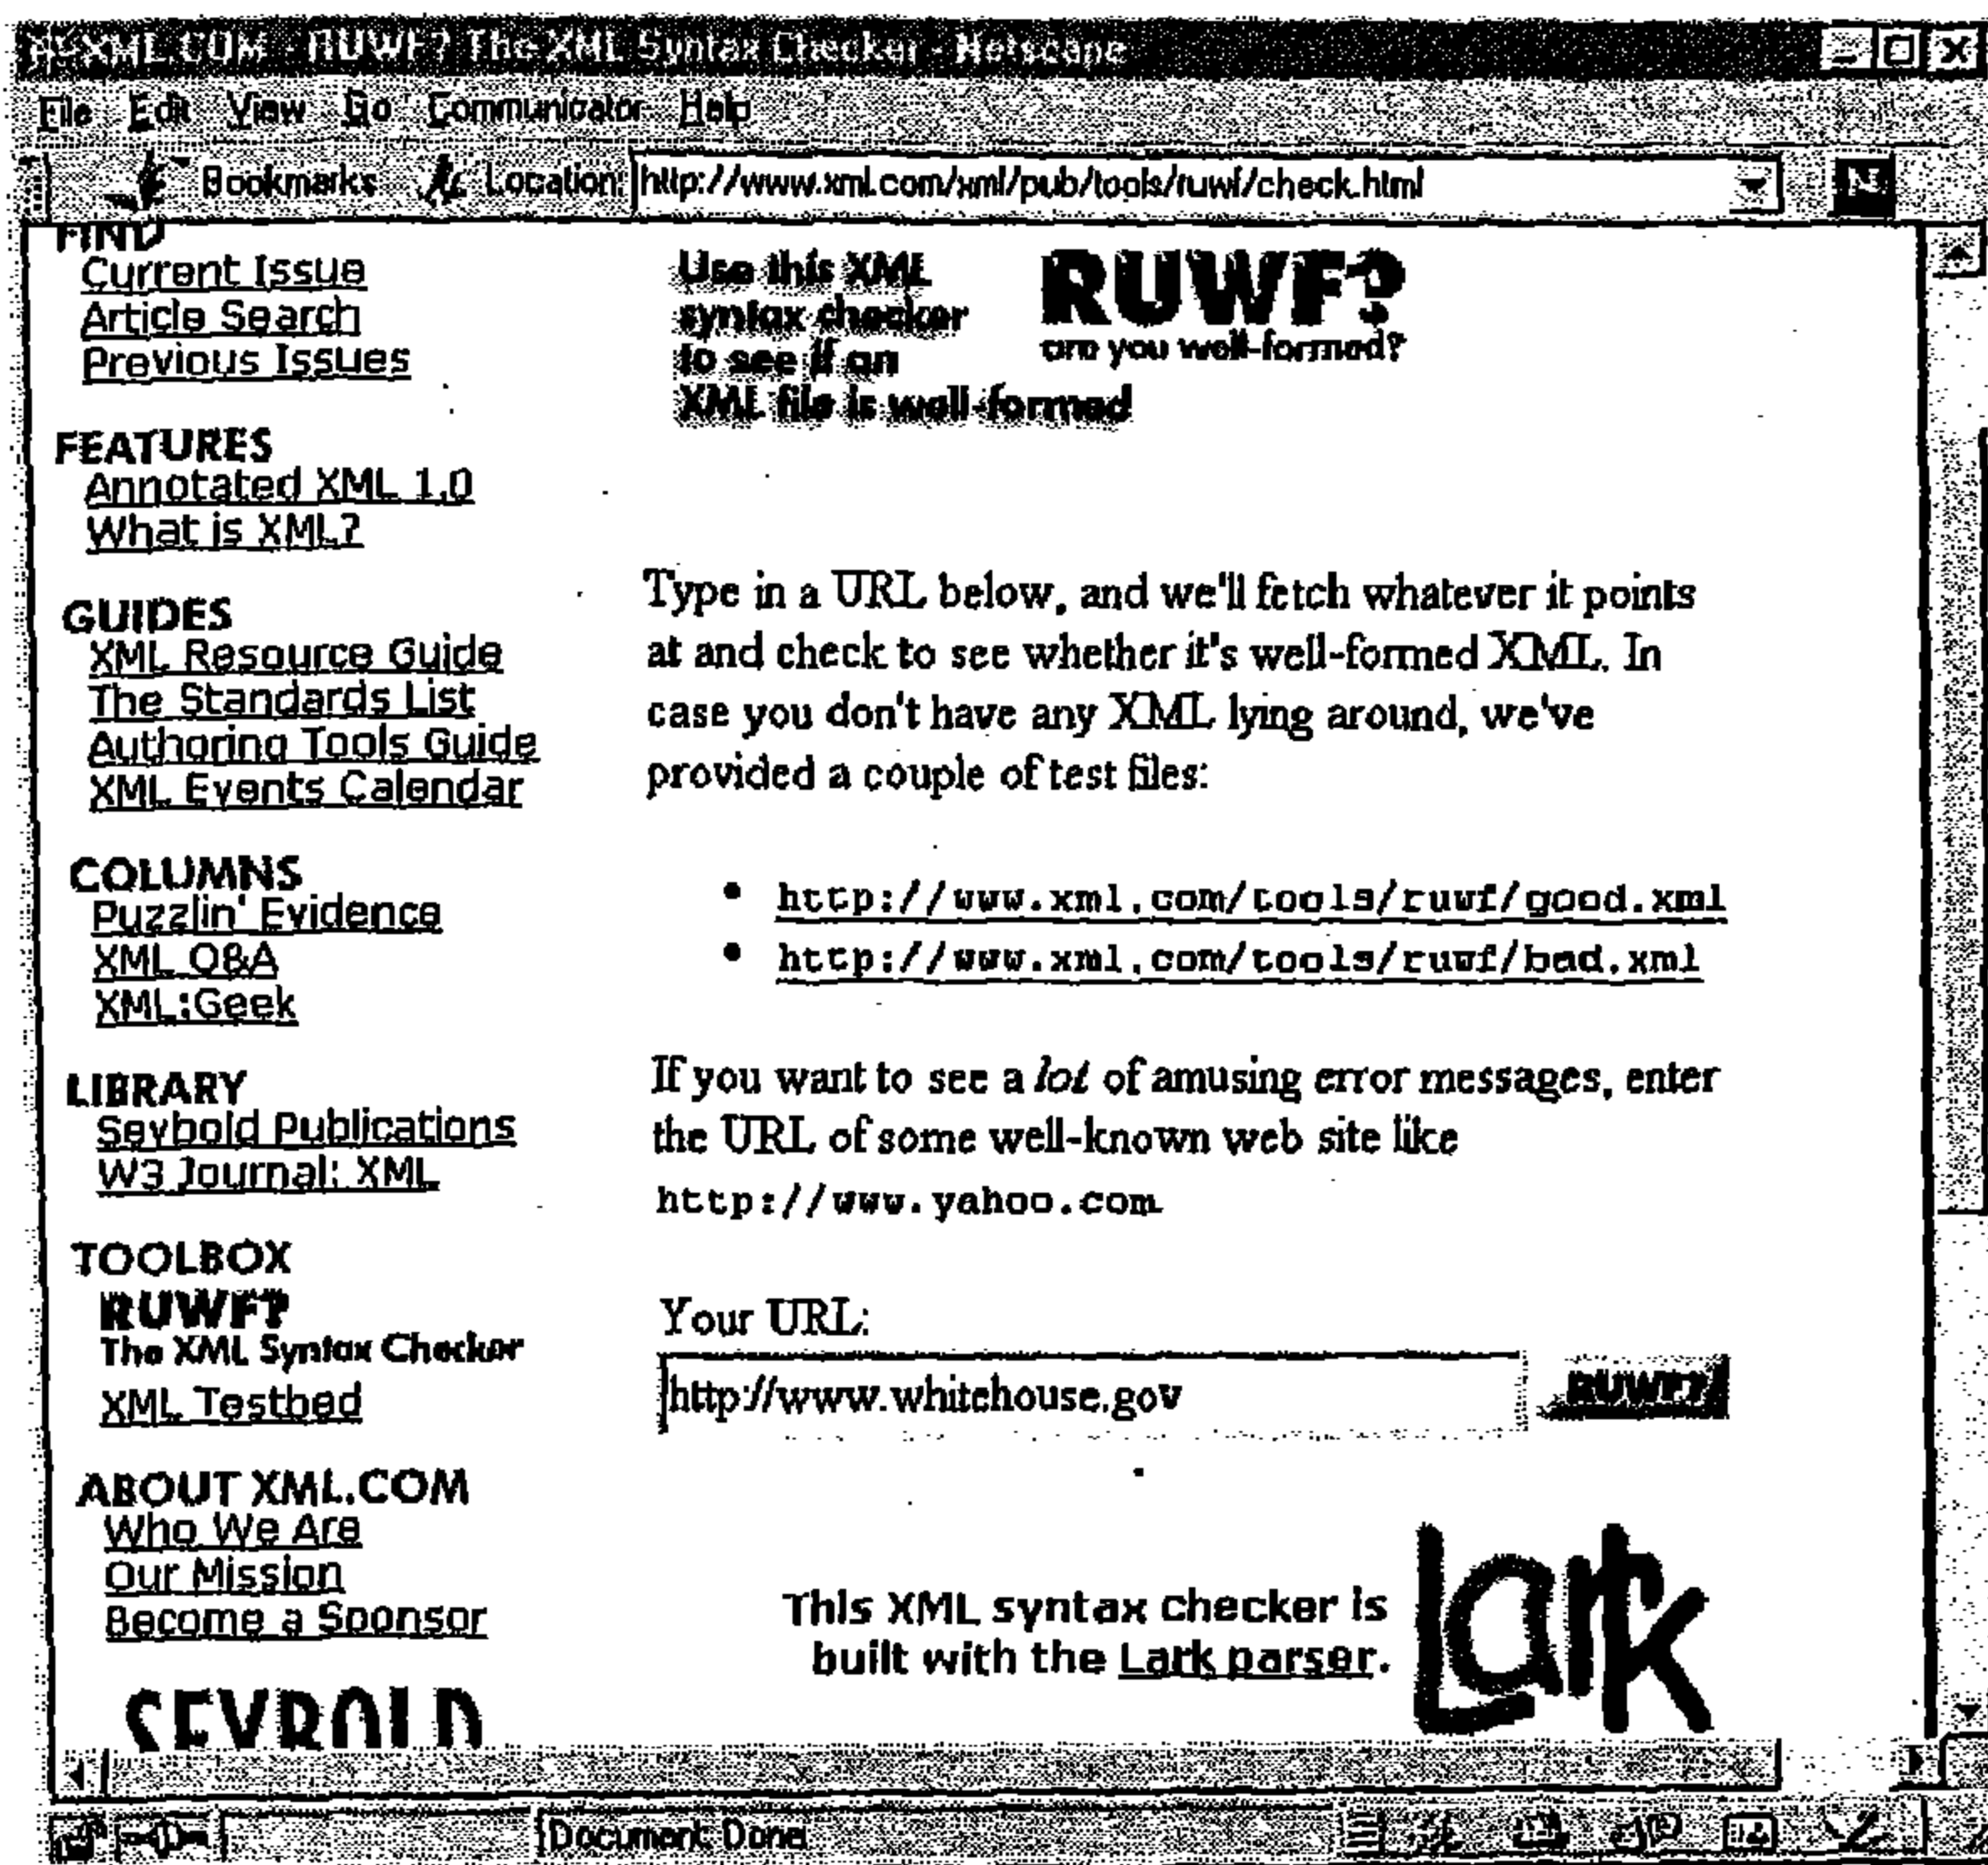 XML.COM - RUWF? The XML Syntax Checker - Netscape
File Edit View Go Communicator Help
Bookmarks Location: http://www.xml.com/xml/pub/tools/ruwf/check.html
FIND
Current Issue
Article Search
Previous Issues
FEATURES
Annotated XML 1.0
What is XML?
GUIDES
XML Resource Guide
The Standards List
Authoring Tools Guide
XML Events Calendar
COLUMNS
Puzzlin' Evidence
XML Q&A
XML:Geek
LIBRARY
Seybold Publications
W3 Journal: XML
TOOLBOX
RUWF?
The XML Syntax Checker
XML Testbed
ABOUT XML.COM
Who We Are
Our Mission
Become a Sponsor
SEYBOLD
Use this XML
syntax checker
to see if an
XML file is well-formed
RUWF?
are you well-formed?
Type in a URL below, and we'll fetch whatever it points
at and check to see whether it's well-formed XML. In
case you don't have any XML lying around, we've
provided a couple of test files:
• http://www.xml.com/tools/ruwf/good.xml
• http://www.xml.com/tools/ruwf/bad.xml
If you want to see a lot of amusing error messages, enter
the URL of some well-known web site like
http://www.yahoo.com
Your URL:
http://www.whitehouse.gov RUWF?
This XML syntax checker is
built with the Lark parser.
Lark
Document: Done